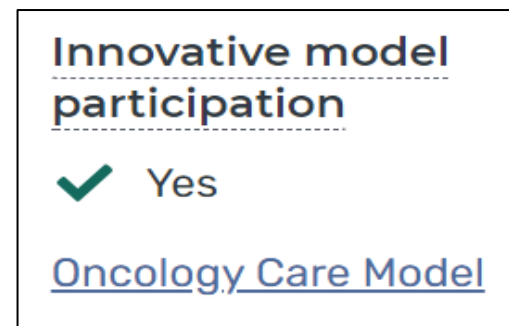 Innovative model
participation
Yes
Oncology Care Model